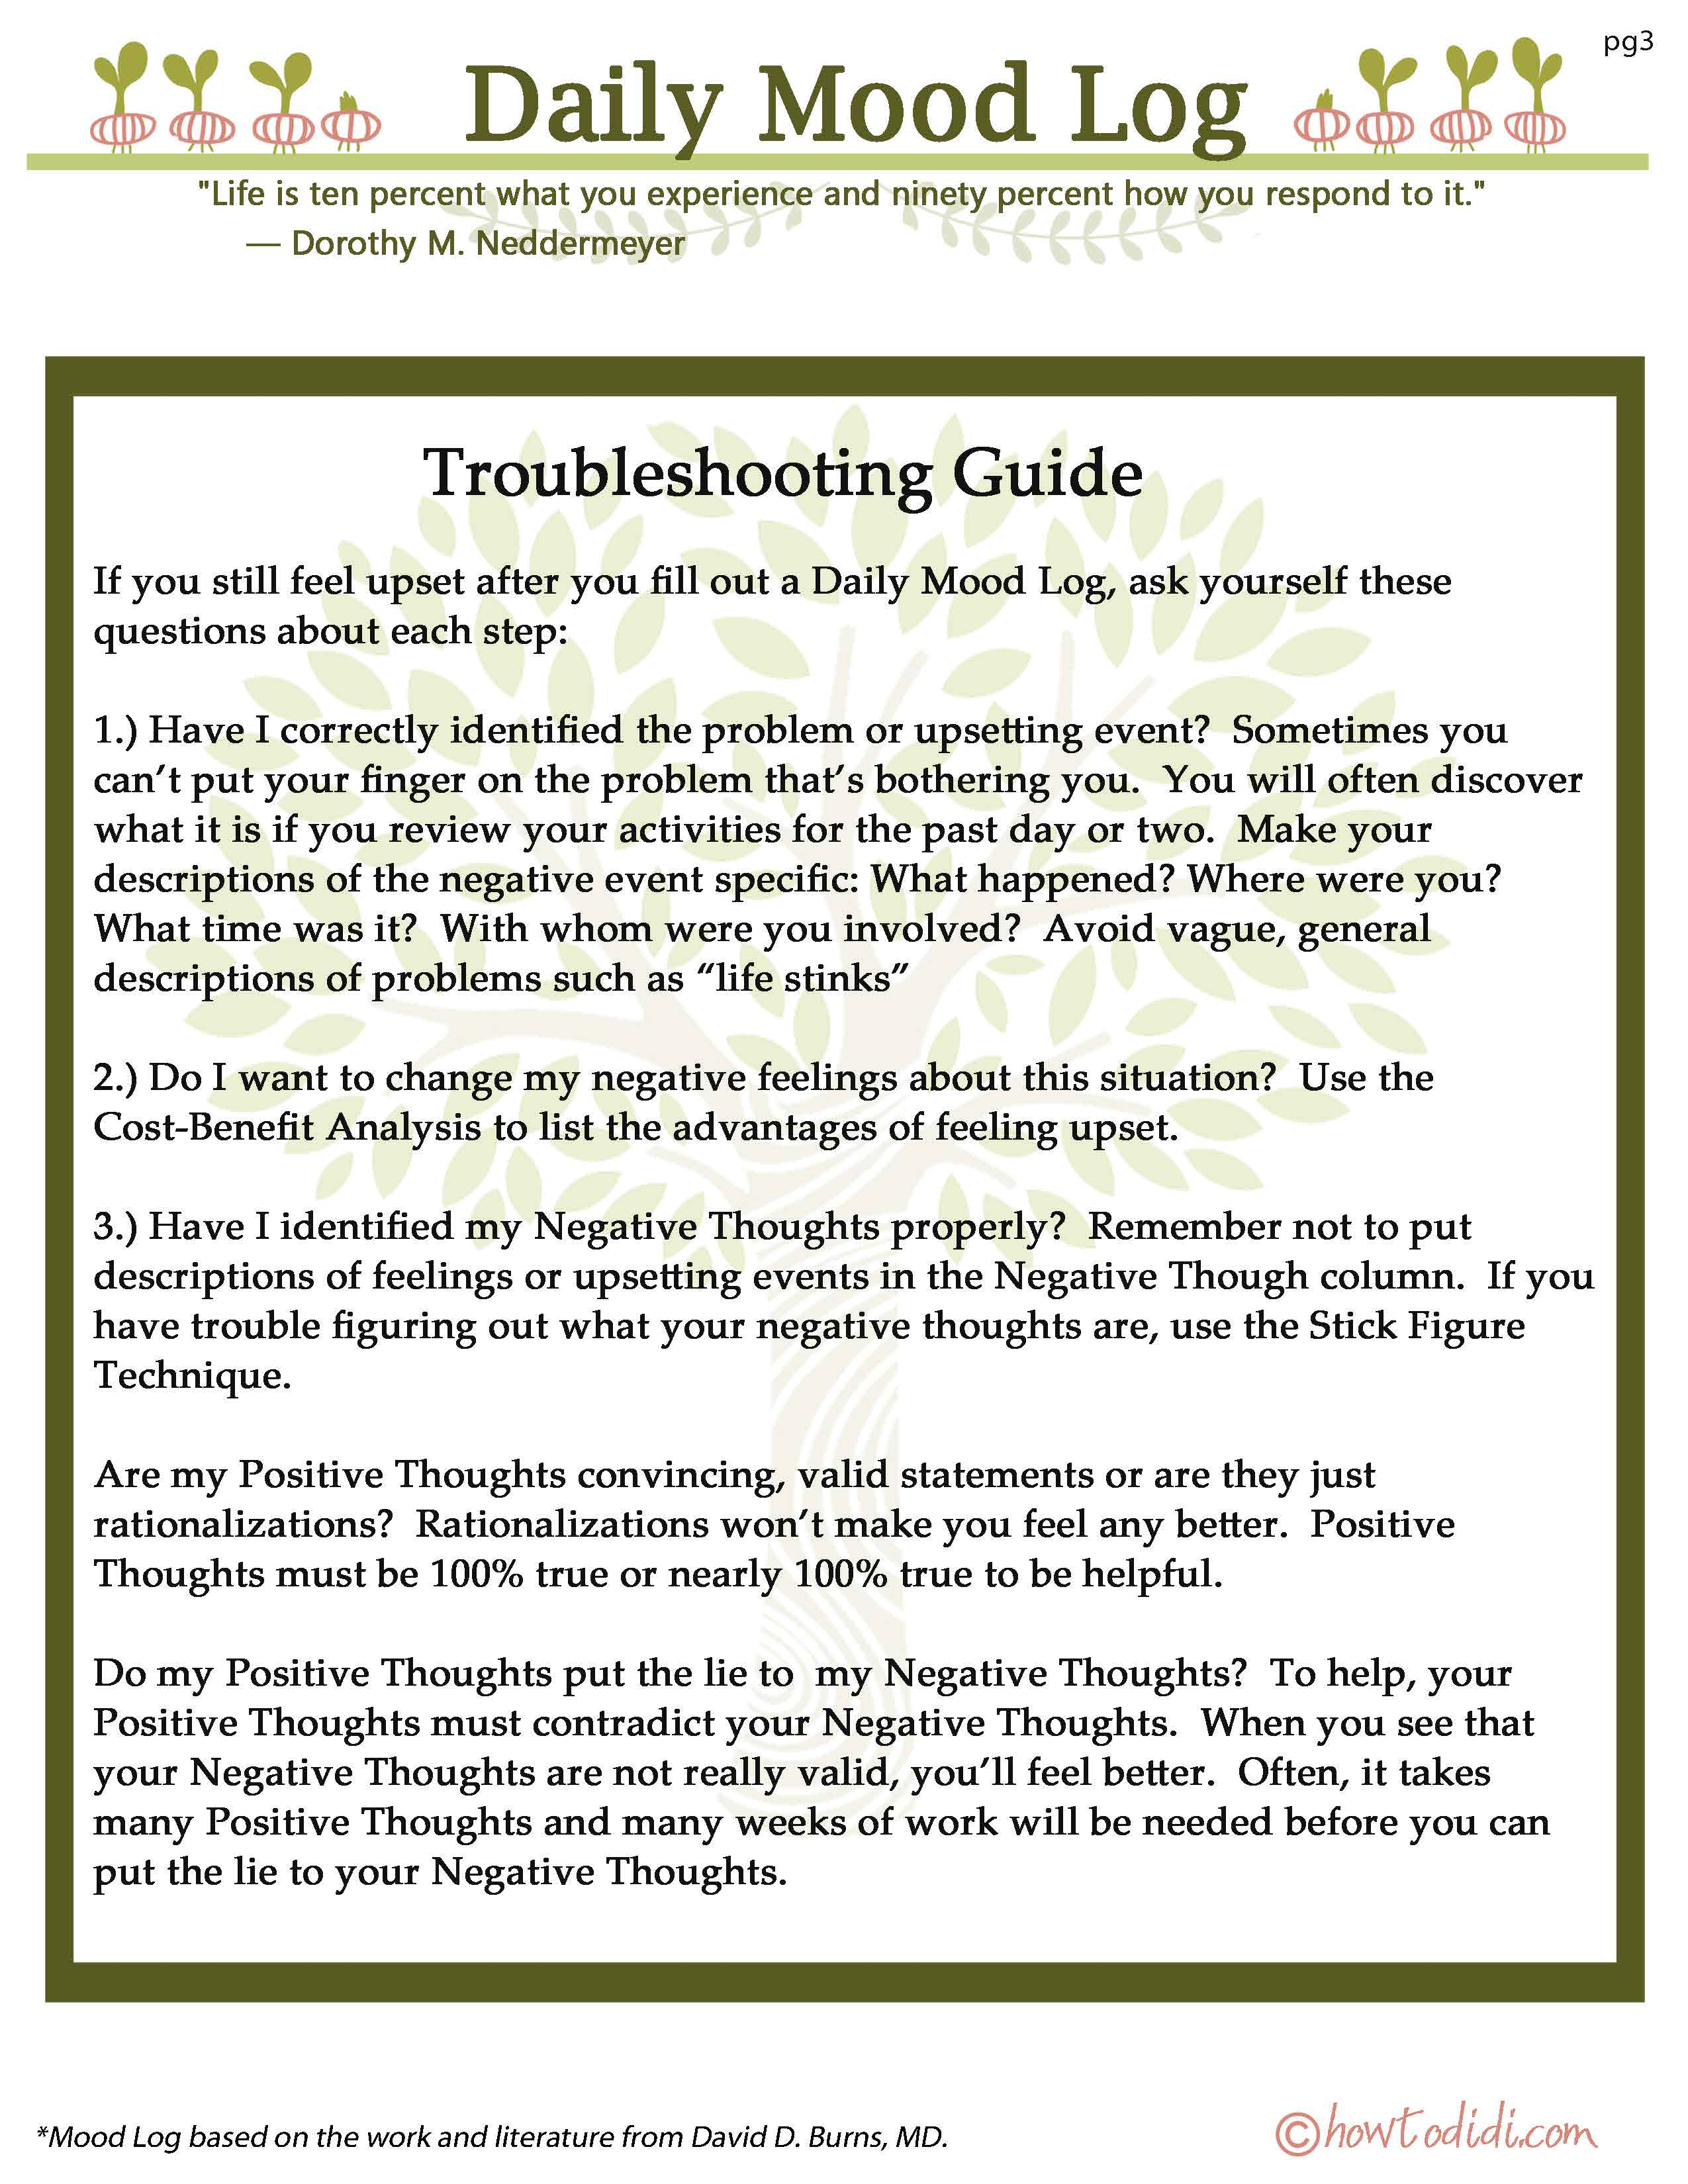 pg3
Daily Mood Log
"Life is ten percent what you experience and ninety percent how you respond to it."
— Dorothy M. Neddermeyer
Troubleshooting Guide
If you still feel upset after you fill out a Daily Mood Log, ask yourself these
questions about each step:
1.) Have I correctly identified the problem or upsetting event?  Sometimes you
can’t put your finger on the problem that’s bothering you.  You will often discover
what it is if you review your activities for the past day or two.  Make your
descriptions of the negative event specific: What happened? Where were you?
What time was it?  With whom were you involved?  Avoid vague, general
descriptions of problems such as “life stinks”
2.) Do I want to change my negative feelings about this situation?  Use the
Cost-Benefit Analysis to list the advantages of feeling upset.
3.) Have I identified my Negative Thoughts properly?  Remember not to put
descriptions of feelings or upsetting events in the Negative Though column.  If you
have trouble figuring out what your negative thoughts are, use the Stick Figure
Technique.
Are my Positive Thoughts convincing, valid statements or are they just
rationalizations?  Rationalizations won’t make you feel any better.  Positive
Thoughts must be 100% true or nearly 100% true to be helpful.
Do my Positive Thoughts put the lie to  my Negative Thoughts?  To help, your
Positive Thoughts must contradict your Negative Thoughts.  When you see that
your Negative Thoughts are not really valid, you’ll feel better.  Often, it takes
many Positive Thoughts and many weeks of work will be needed before you can
put the lie to your Negative Thoughts.
*Mood Log based on the work and literature from David D. Burns, MD.
©howtodidi.com